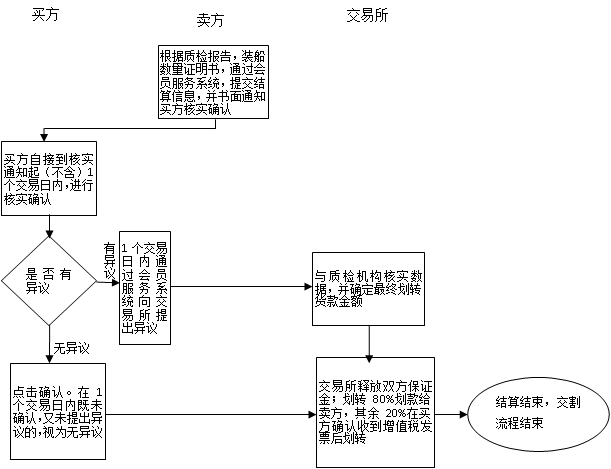 买方
卖方
交易所
根据质检报告，装船
数量证明书，通过会
员服务系统，提交结
算信息，并书面通知
买方核实确认
买方自接到核实
通知起（不含）1
个交易日内，进行
核实确认
是否有
异议
有异议
1个交易
日内通
过会员
服务系
统向交
易所提
出异议
与质检机构核实数
据，并确定最终划转
货款金额
无异议
点击确认。在 1
个交易日内既未
确认，又未提出异
议的，视为无异议
交易所释放双方保证
金；划转 80%划款给
卖方，其余 20%在买
方确认收到增值税发
票后划转
结算结束，交割
流程结束